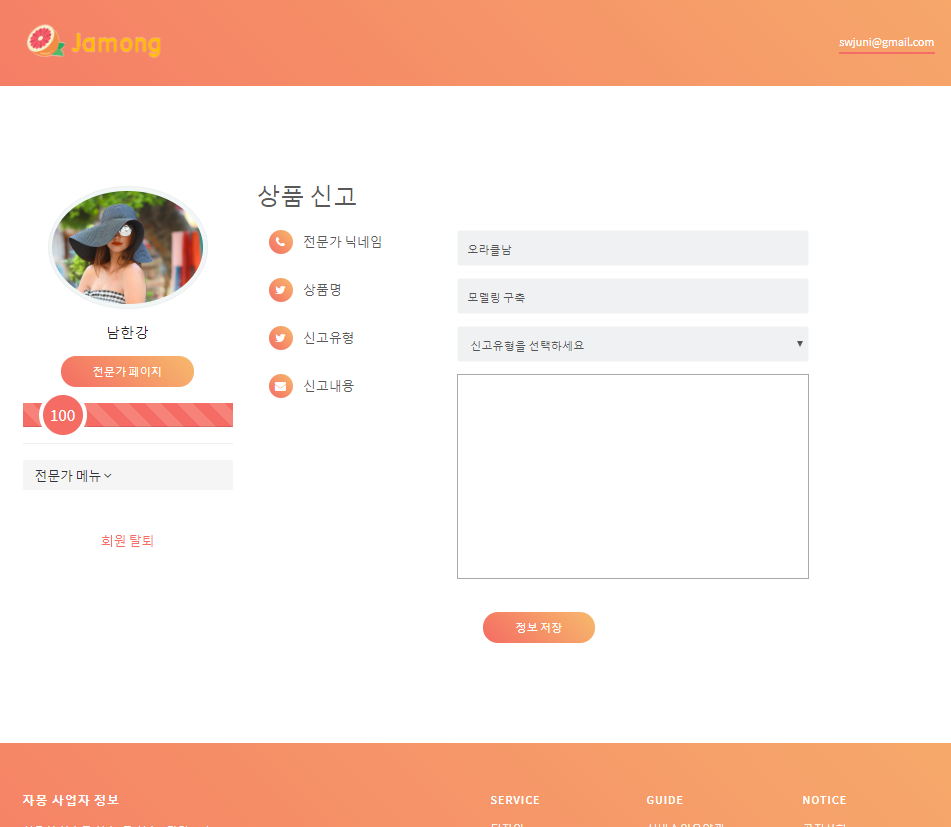 Jamong
swjuni@gmail.com
상품 신고
전문가 닉네임
오라클남
상품명
모델링 구축
신고유형
신고유형을 선택하세요
신고내용
남한강
전문가 페이지
100
전문가 메뉴
회원 탈퇴
정보 저장
자몽 사업자 정보
SERVICE
GUIDE
NOTICE